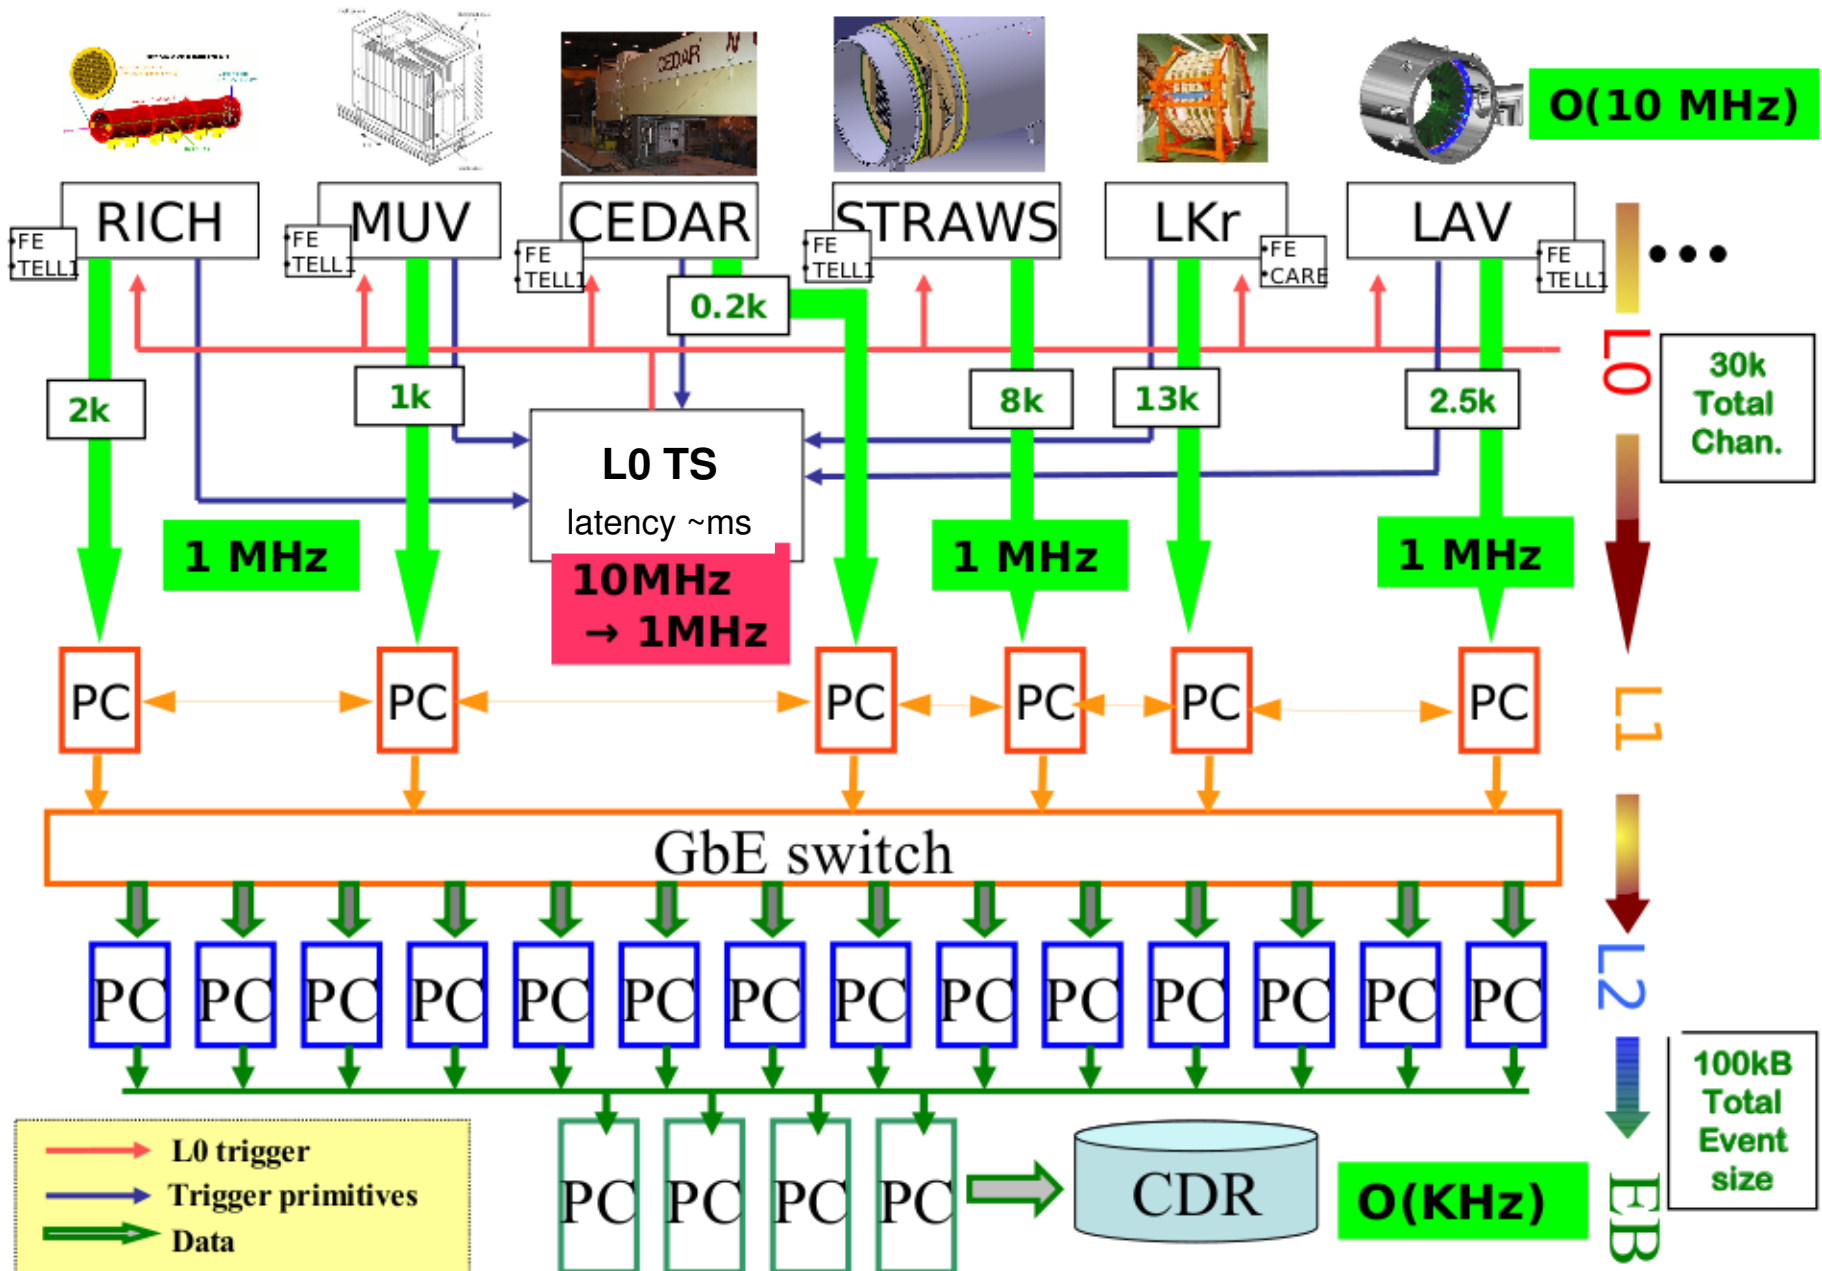 CEDAR
O(10 MHz)
RICH
MUV
CEDAR
STRAWS
LKr
LAV
FE
TELL1
FE
TELL1
FE
TELL1
FE
TELL1
FE
CARE
FE
TELL1
•••
0.2k
2k
1k
8k
13k
2.5k
L0
30k
Total
Chan.
L0 TS
latency ~ms
10MHz
→ 1MHz
1 MHz
1 MHz
1 MHz
PC
PC
PC
PC
PC
PC
L1
GbE switch
PC
PC
PC
PC
PC
PC
PC
PC
PC
PC
PC
PC
PC
PC
L2
100kB
Total
Event
size
L0 trigger
Trigger primitives
Data
PC
PC
PC
PC
CDR
O(KHz)
EB